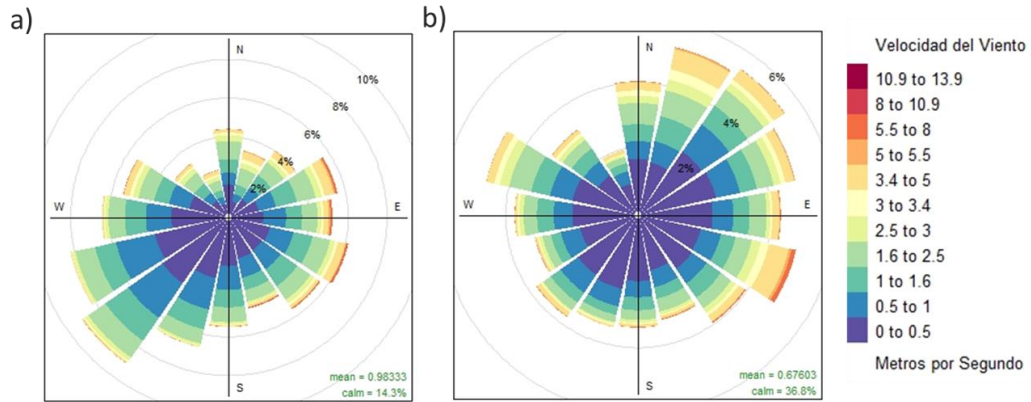 a)
N
10%
8%
6%
4%
2%
W
E
S
mean = 0.98333
calm = 14.3%
b)
N
6%
4%
2%
W
E
S
mean = 0.67603
calm = 36.8%
Velocidad del Viento
10.9 to 13.9
8 to 10.9
5.5 to 8
5 to 5.5
3.4 to 5
3 to 3.4
2.5 to 3
1.6 to 2.5
1 to 1.6
0.5 to 1
0 to 0.5
Metros por Segundo